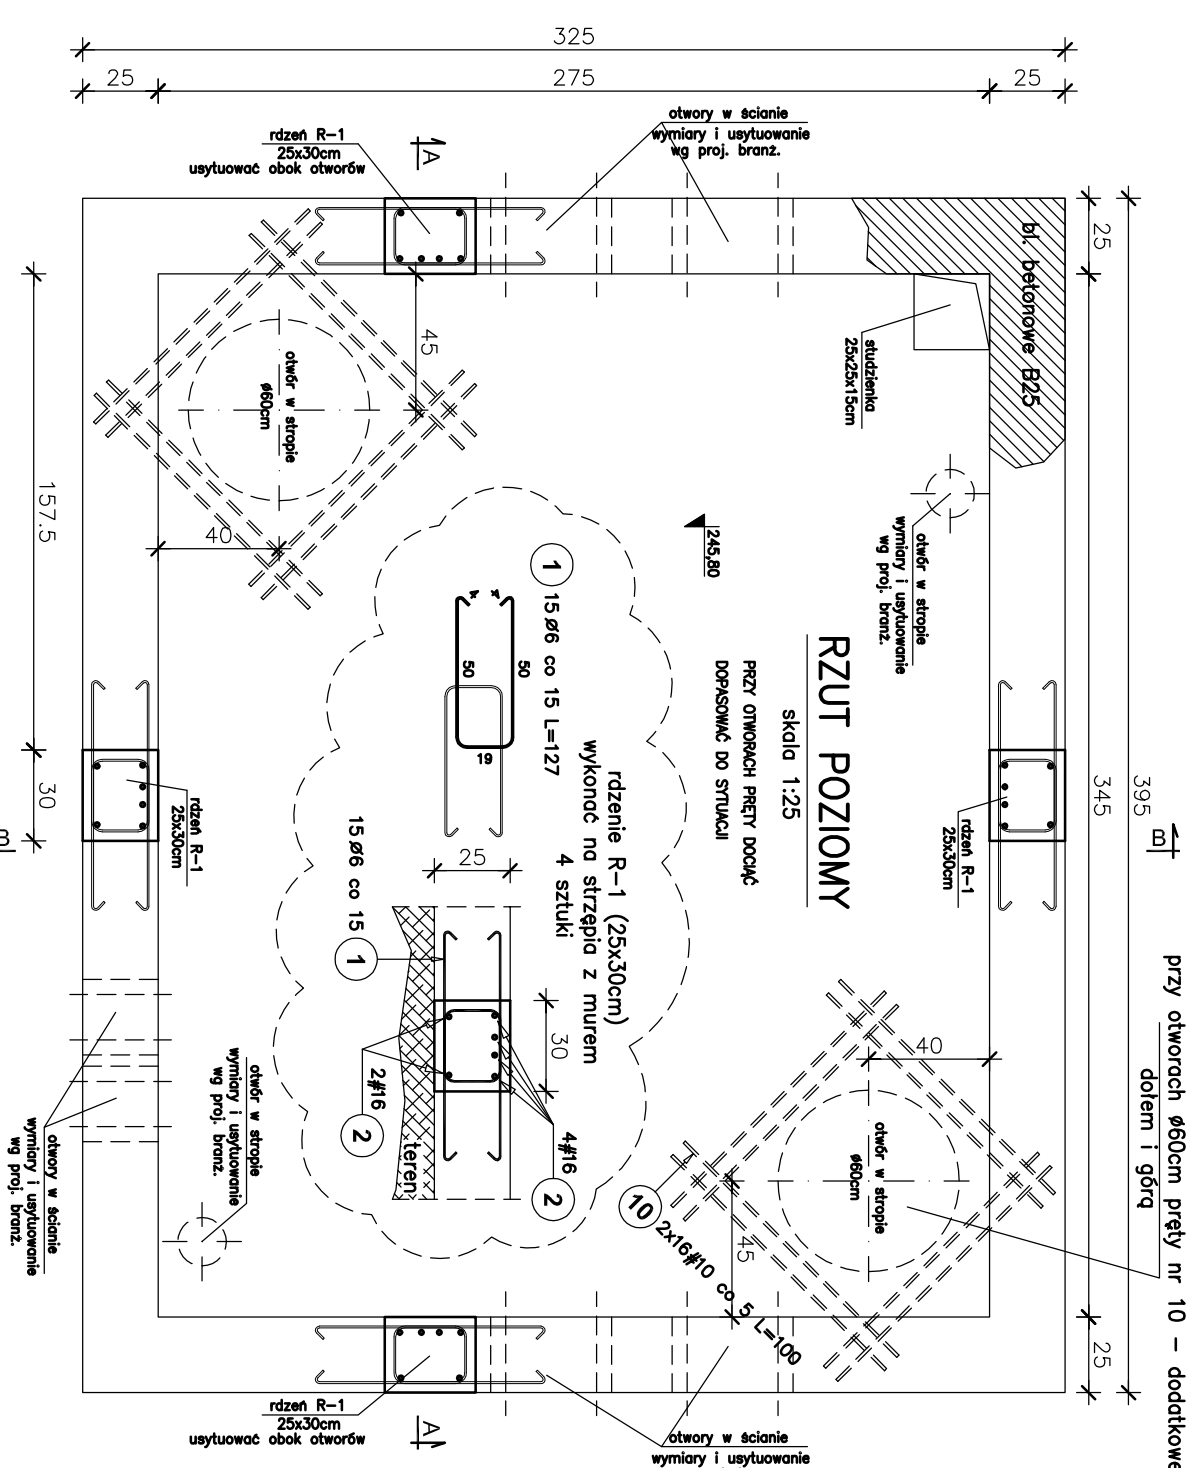 325
25
275
25
otwory w ścianie
wymiary i usytuowanie
wg proj. branż.
rdzeń R-1
25x30cm
usytuować obok otworów
A
25
bł. betonowe B25
45
studzienka
25x25x15cm
otwór w stropie
ø60cm
157.5
40
otwór w stropie
wymiary i usytuowanie
wg proj. branż.
245,80
RZUT POZIOMY
skala 1:25
PRZY OTWORACH PRĘTY DOCIĄĆ
DOPASOWAĆ DO SYTUACJI
1
15ø6 co 15 L=127
4
4
50
50
19
395
345
B
30
rdzeń R-1
25x30cm
rdzeń R-1
25x30cm
rdzenie R-1 (25x30cm)
wykonać na strzępia z murem
4 sztuki
15ø6 co 15
1
25
30
2#16
2
4#16
2
teren
przy otworach ø60cm pręty nr 10 - dodatkowe
dołem i górą
40
otwór w stropie
ø60cm
10
2x16#10 co 5 L=100
45
otwór w stropie
wymiary i usytuowanie
wg proj. branż.
otwory w ścianie
wymiary i usytuowanie
wg proj. branż.
25
rdzeń R-1
25x30cm
usytuować obok otworów
A
otwory w ścianie
wymiary i usytuowanie